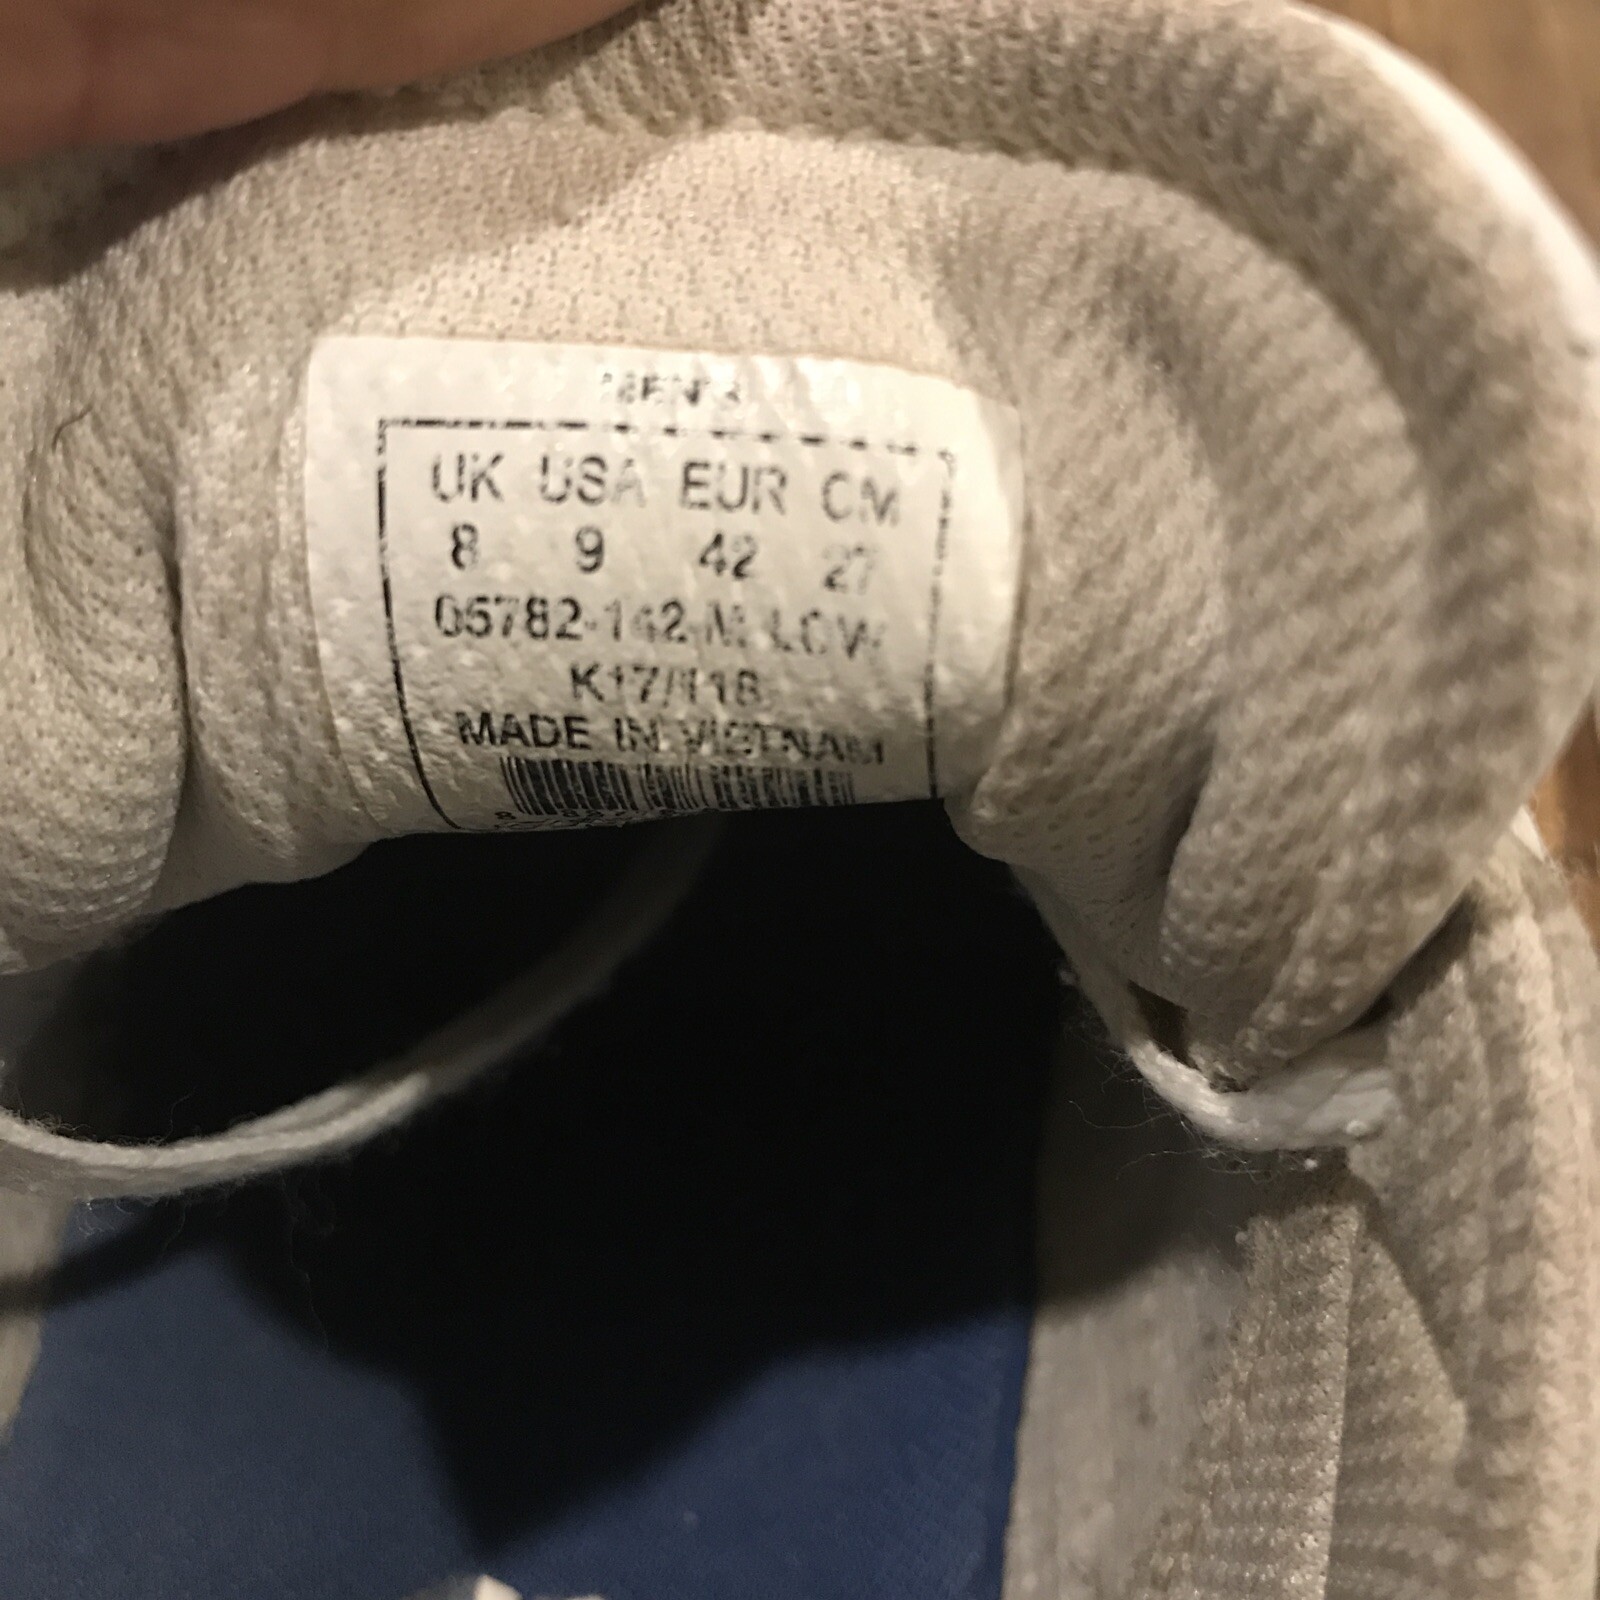 MEN'S
UK USA EUR CM
8 9 42 27
05782-142-M LOW
K17/118
MADE IN VIETNAM